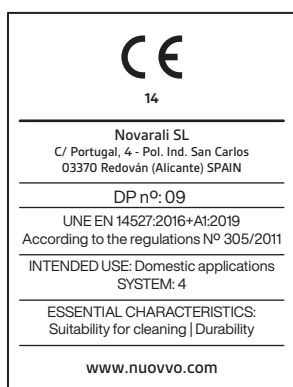 CE
14
Novarali SL
C/ Portugal, 4 - Pol. Ind. San Carlos
03370 Redován (Alicante) SPAIN
DP nº: 09
UNE EN 14527:2016+A1:2019
According to the regulations Nº 305/2011
INTENDED USE: Domestic applications
SYSTEM: 4
ESSENTIAL CHARACTERISTICS:
Suitability for cleaning | Durability
www.nuovvo.com